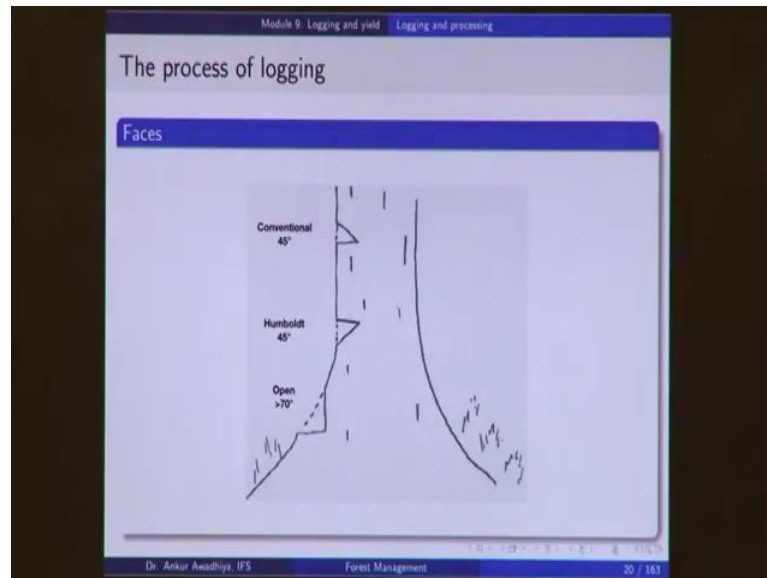 Module 9: Logging and yield Logging and processing
The process of logging
Faces
Conventional
45°
Humboldt
45°
Open
>70°
Dr. Ankur Awadhiya, IFS Forest Management 20 / 163